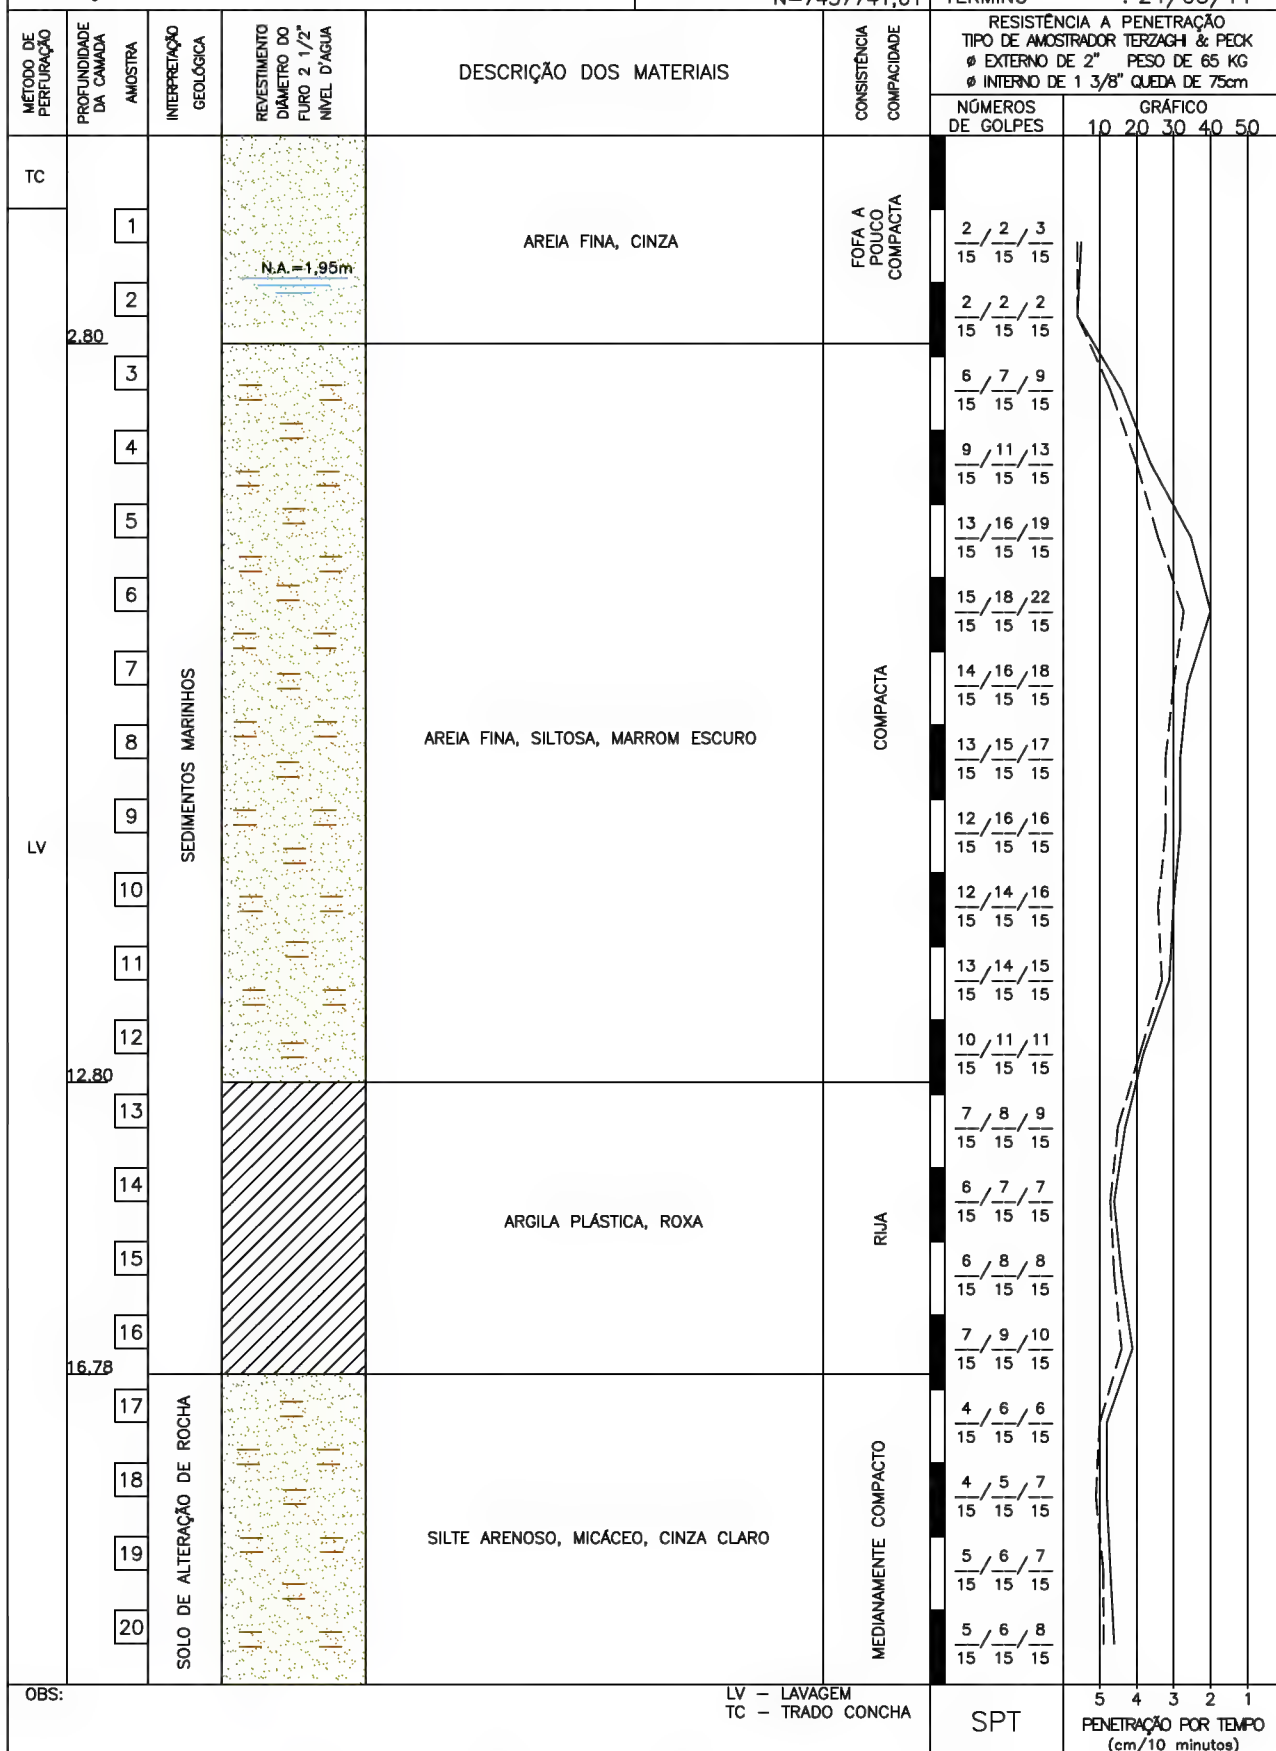 MÉTODO DE PERFURAÇÃO
PROFUNDIDADE DA CAMADA
AMOSTRA
INTERPRETAÇÃO GEOLÓGICA
REVESTIMENTO
DIÂMETRO DO
FURO 2 1/2"
NÍVEL D'AGUA
DESCRIÇÃO DOS MATERIAIS
CONSISTÊNCIA
COMPACIDADE
RESISTÊNCIA A PENETRAÇÃO
TIPO DE AMOSTRADOR TERZAGHI & PECK
ø EXTERNO DE 2" PESO DE 65 KG
ø INTERNO DE 1 3/8" QUEDA DE 75cm
NÚMEROS DE GOLPES
GRÁFICO
10 20 30 40 50
TC
1
AREIA FINA, CINZA
FOFA A POUCO COMPACTA
2/15 / 2/15 / 3/15
N.A.=1,95m
2
2/15 / 2/15 / 2/15
2,80
3
6/15 / 7/15 / 9/15
4
9/15 / 11/15 / 13/15
5
13/15 / 16/15 / 19/15
6
15/15 / 18/15 / 22/15
7
14/15 / 16/15 / 18/15
SEDIMENTOS MARINHOS
8
AREIA FINA, SILTOSA, MARROM ESCURO
COMPACTA
13/15 / 15/15 / 17/15
9
12/15 / 16/15 / 16/15
LV
10
12/15 / 14/15 / 16/15
11
13/15 / 14/15 / 15/15
12
10/15 / 11/15 / 11/15
12,80
13
7/15 / 8/15 / 9/15
14
6/15 / 7/15 / 7/15
ARGILA PLÁSTICA, ROXA
RIJA
15
6/15 / 8/15 / 8/15
16
7/15 / 9/15 / 10/15
16,78
17
4/15 / 6/15 / 6/15
18
4/15 / 5/15 / 7/15
SOLO DE ALTERAÇÃO DE ROCHA
SILTE ARENOSO, MICÁCEO, CINZA CLARO
MEDIANAMENTE COMPACTO
19
5/15 / 6/15 / 7/15
20
5/15 / 6/15 / 8/15
OBS:
LV – LAVAGEM
TC – TRADO CONCHA
SPT
5 4 3 2 1
PENETRAÇÃO POR TEMPO
(cm/10 minutos)